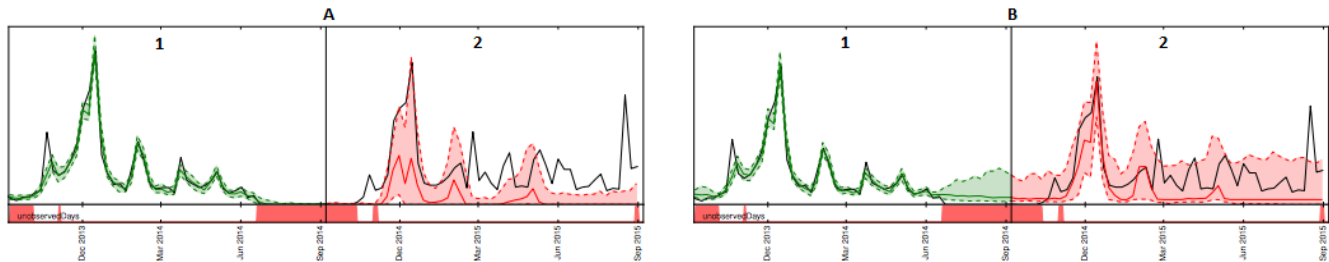 A
B
1
2
1
2
unobservedDays
unobservedDays
Dec 2013
Mar 2014
Jun 2014
Sep 2014
Dec 2014
Mar 2015
Jun 2015
Sep 2015
Dec 2013
Mar 2014
Jun 2014
Sep 2014
Dec 2014
Mar 2015
Jun 2015
Sep 2015